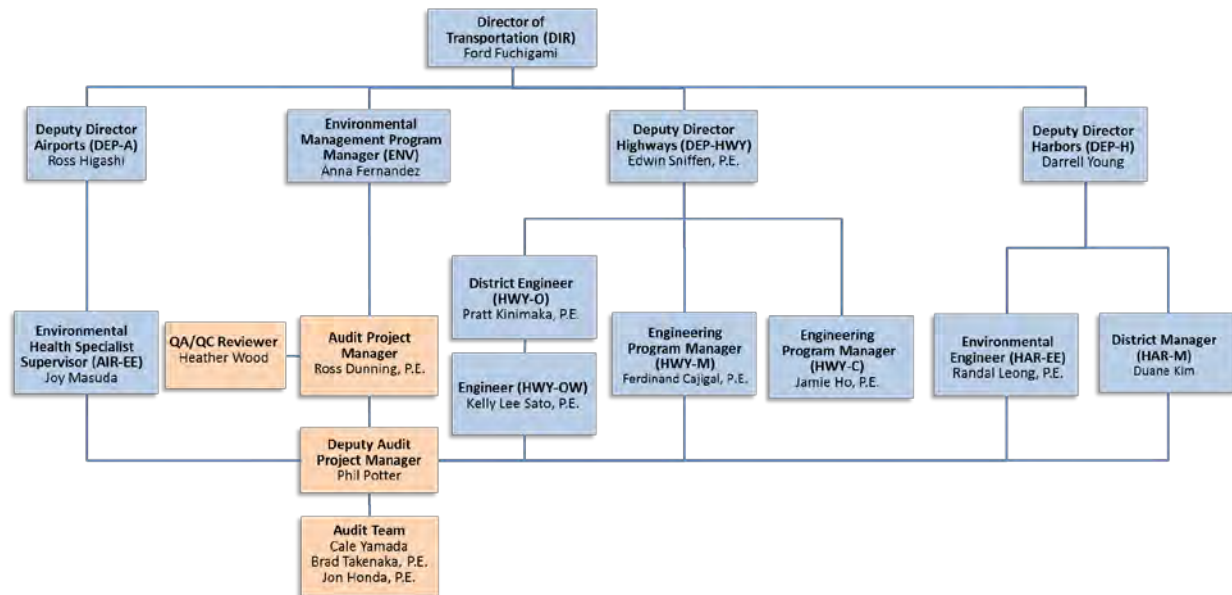 Director of
Transportation (DIR)
Ford Fuchigami
Deputy Director
Airports (DEP-A)
Ross Higashi
Environmental
Management Program
Manager (ENV)
Anna Fernandez
Deputy Director
Highways (DEP-HWY)
Edwin Sniffen, P.E.
Deputy Director
Harbors (DEP-H)
Darrell Young
District Engineer
(HWY-O)
Pratt Kinimaka, P.E.
Environmental
Health Specialist
Supervisor (AIR-EE)
Joy Masuda
QA/QC Reviewer
Heather Wood
Audit Project
Manager
Ross Dunning, P.E.
Engineer (HWY-OW)
Kelly Lee Sato, P.E.
Engineering
Program Manager
(HWY-M)
Ferdinand Cajigal, P.E.
Engineering
Program Manager
(HWY-C)
Jamie Ho, P.E.
Environmental
Engineer (HAR-EE)
Randal Leong, P.E.
District Manager
(HAR-M)
Duane Kim
Deputy Audit
Project Manager
Phil Potter
Audit Team
Cale Yamada
Brad Takenaka, P.E.
Jon Honda, P.E.